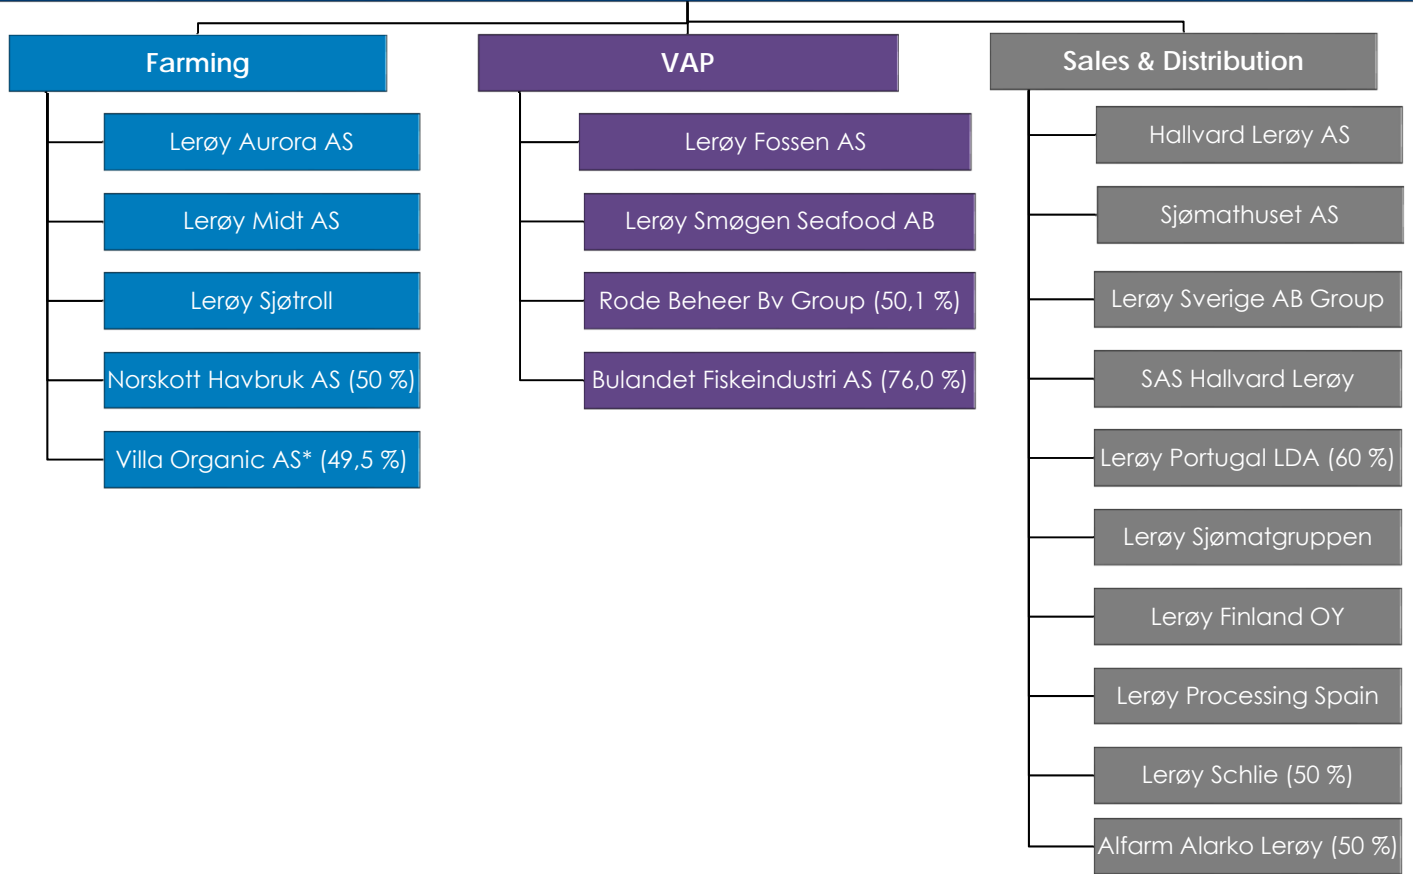 Farming
Lerøy Aurora AS
Lerøy Midt AS
Lerøy Sjøtroll
Norskott Havbruk AS (50 %)
Villa Organic AS* (49,5 %)
VAP
Lerøy Fossen AS
Lerøy Smøgen Seafood AB
Rode Beheer Bv Group (50,1 %)
Bulandet Fiskeindustri AS (76,0 %)
Sales & Distribution
Hallvard Lerøy AS
Sjømathuset AS
Lerøy Sverige AB Group
SAS Hallvard Lerøy
Lerøy Portugal LDA (60 %)
Lerøy Sjømatgruppen
Lerøy Finland OY
Lerøy Processing Spain
Lerøy Schlie (50 %)
Alfarm Alarko Lerøy (50 %)